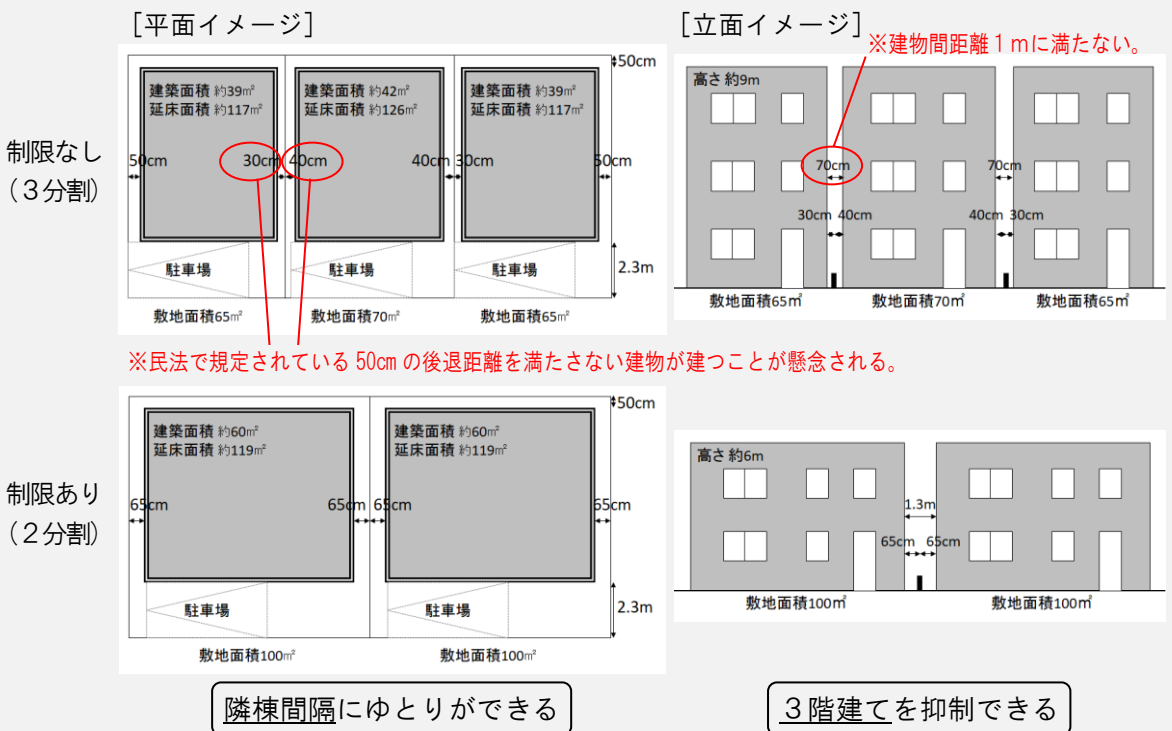 [平面イメージ]
[立面イメージ]
※建物間距離1mに満たない。
制限なし
(3分割)
50cm
建築面積 約39㎡
延床面積 約117㎡
建築面積 約42㎡
延床面積 約126㎡
建築面積 約39㎡
延床面積 約117㎡
50cm
30cm
40cm
40cm
30cm
50cm
駐車場
駐車場
駐車場
2.3m
敷地面積65㎡
敷地面積70㎡
敷地面積65㎡
高さ 約9m
70cm
70cm
30cm
40cm
40cm
30cm
敷地面積65㎡
敷地面積70㎡
敷地面積65㎡
※民法で規定されている 50cm の後退距離を満たさない建物が建つことが懸念される。
制限あり
(2分割)
50cm
建築面積 約60㎡
延床面積 約119㎡
建築面積 約60㎡
延床面積 約119㎡
65cm
65cm
65cm
65cm
駐車場
駐車場
2.3m
敷地面積100㎡
敷地面積100㎡
高さ 約6m
1.3m
65cm
65cm
敷地面積100㎡
敷地面積100㎡
隣棟間隔にゆとりができる
3階建てを抑制できる